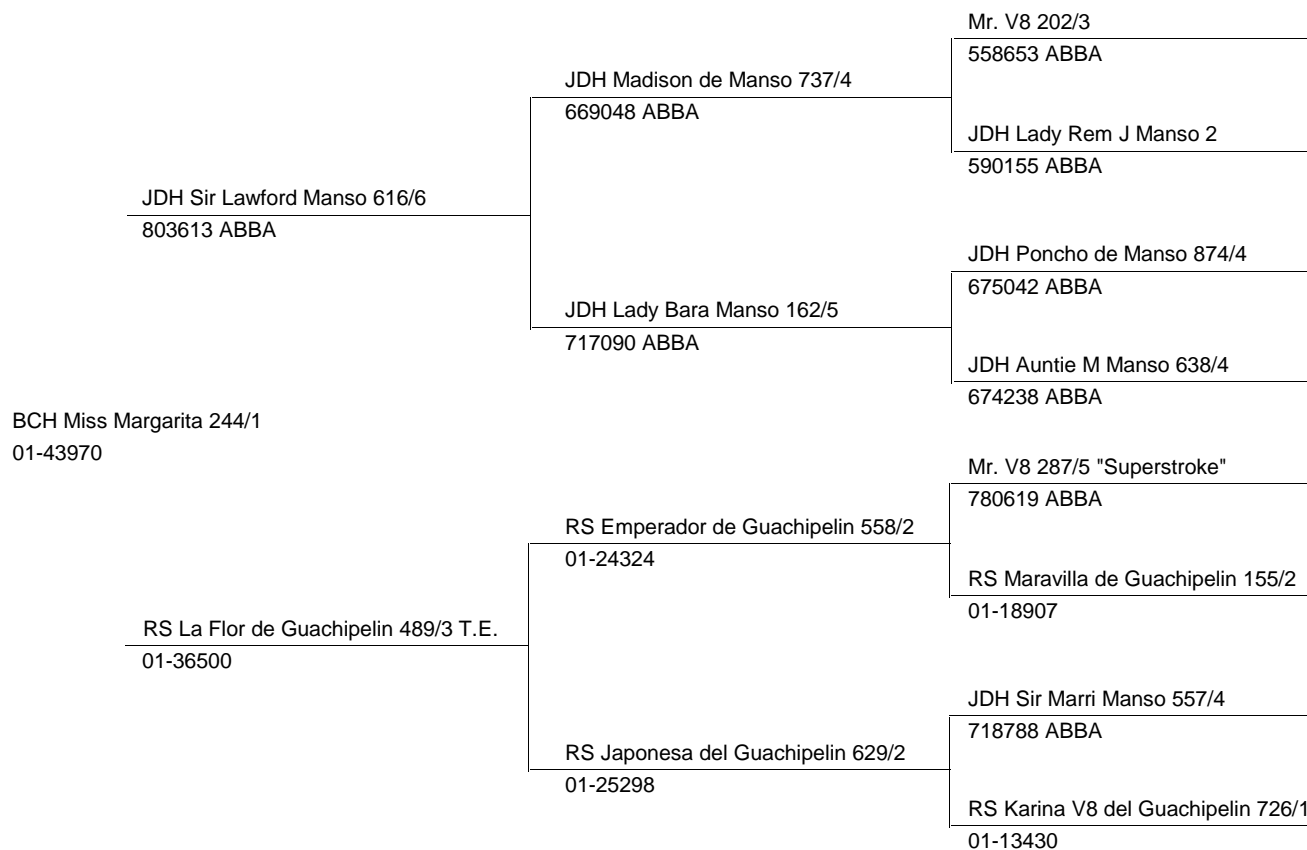 Mr. V8 202/3
558653 ABBA
JDH Madison de Manso 737/4
669048 ABBA
JDH Lady Rem J Manso 2
590155 ABBA
JDH Sir Lawford Manso 616/6
803613 ABBA
JDH Poncho de Manso 874/4
675042 ABBA
JDH Lady Bara Manso 162/5
717090 ABBA
JDH Auntie M Manso 638/4
674238 ABBA
BCH Miss Margarita 244/1
01-43970
Mr. V8 287/5 "Superstroke"
780619 ABBA
RS Emperador de Guachipelin 558/2
01-24324
RS Maravilla de Guachipelin 155/2
01-18907
RS La Flor de Guachipelin 489/3 T.E.
01-36500
JDH Sir Marri Manso 557/4
718788 ABBA
RS Japonesa del Guachipelin 629/2
01-25298
RS Karina V8 del Guachipelin 726/1
01-13430